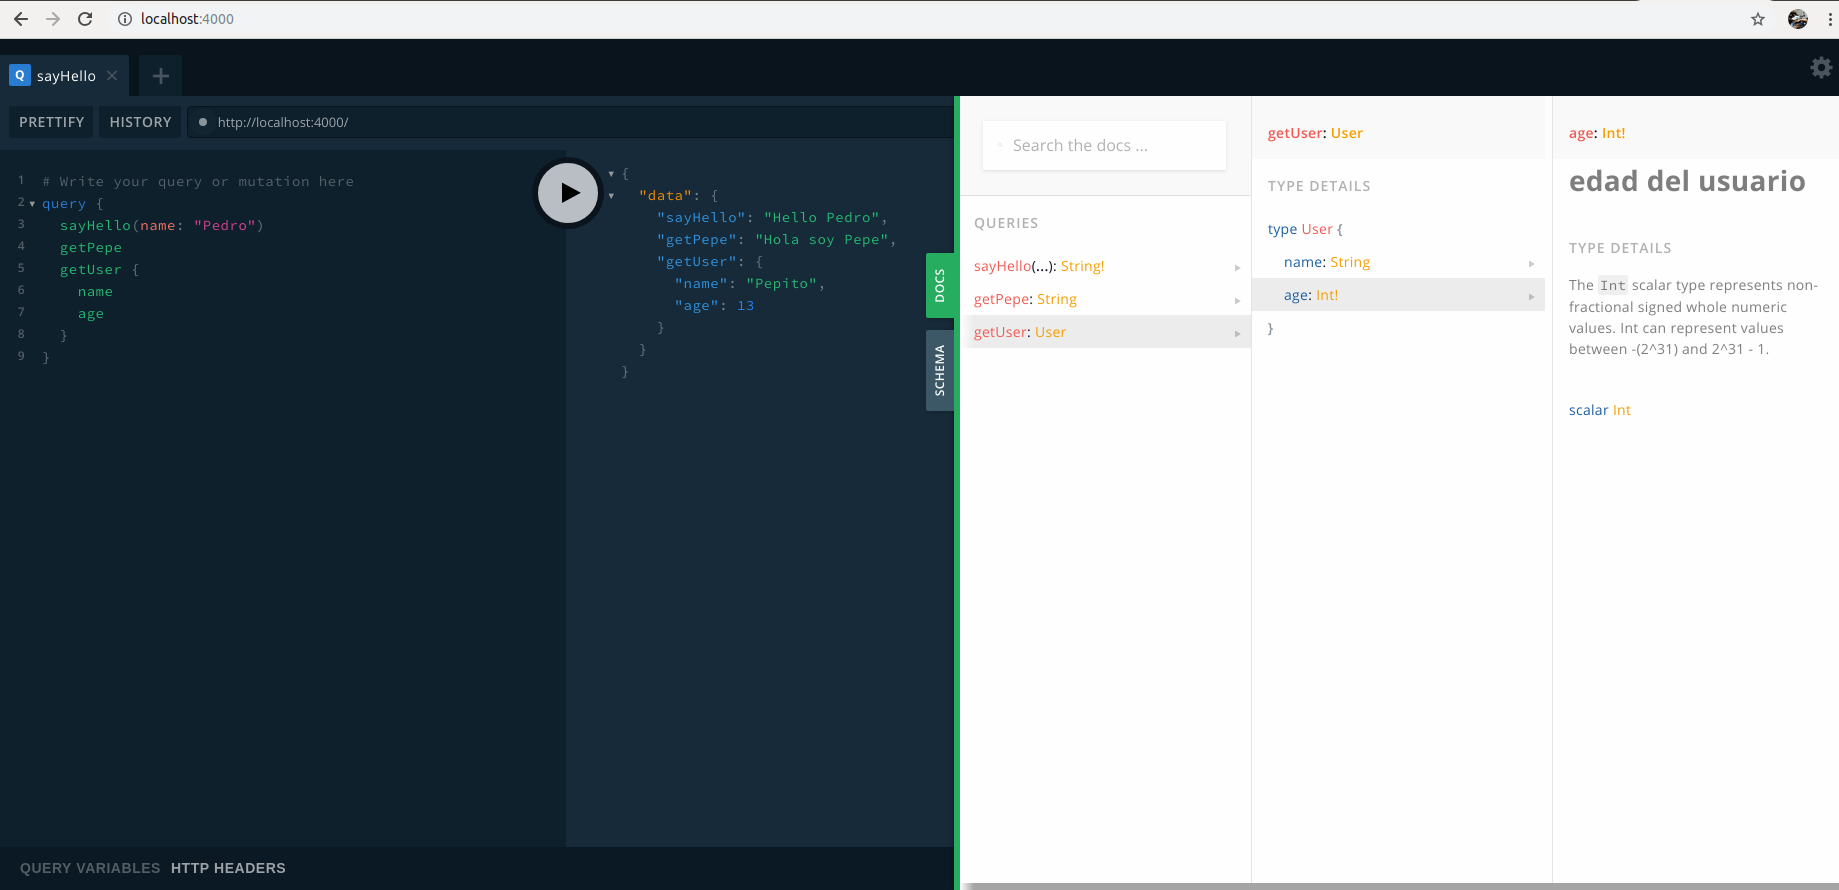 localhost:4000
Q sayHello
PRETTIFY HISTORY http://localhost:4000/
1 # Write your query or mutation here
2 query {
3 sayHello(name: "Pedro")
4 getPepe
5 getUser {
6 name
7 age
8 }
9 }
{
"data": {
"sayHello": "Hello Pedro",
"getPepe": "Hola soy Pepe",
"getUser": {
"name": "Pepito",
"age": 13
}
}
}
DOCS
SCHEMA
Search the docs ...
QUERIES
sayHello(...): String!
getPepe: String
getUser: User
getUser: User
TYPE DETAILS
type User {
name: String
age: Int!
}
age: Int!
edad del usuario
TYPE DETAILS
The Int scalar type represents non-
fractional signed whole numeric
values. Int can represent values
between -(2^31) and 2^31 - 1.
scalar Int
QUERY VARIABLES HTTP HEADERS